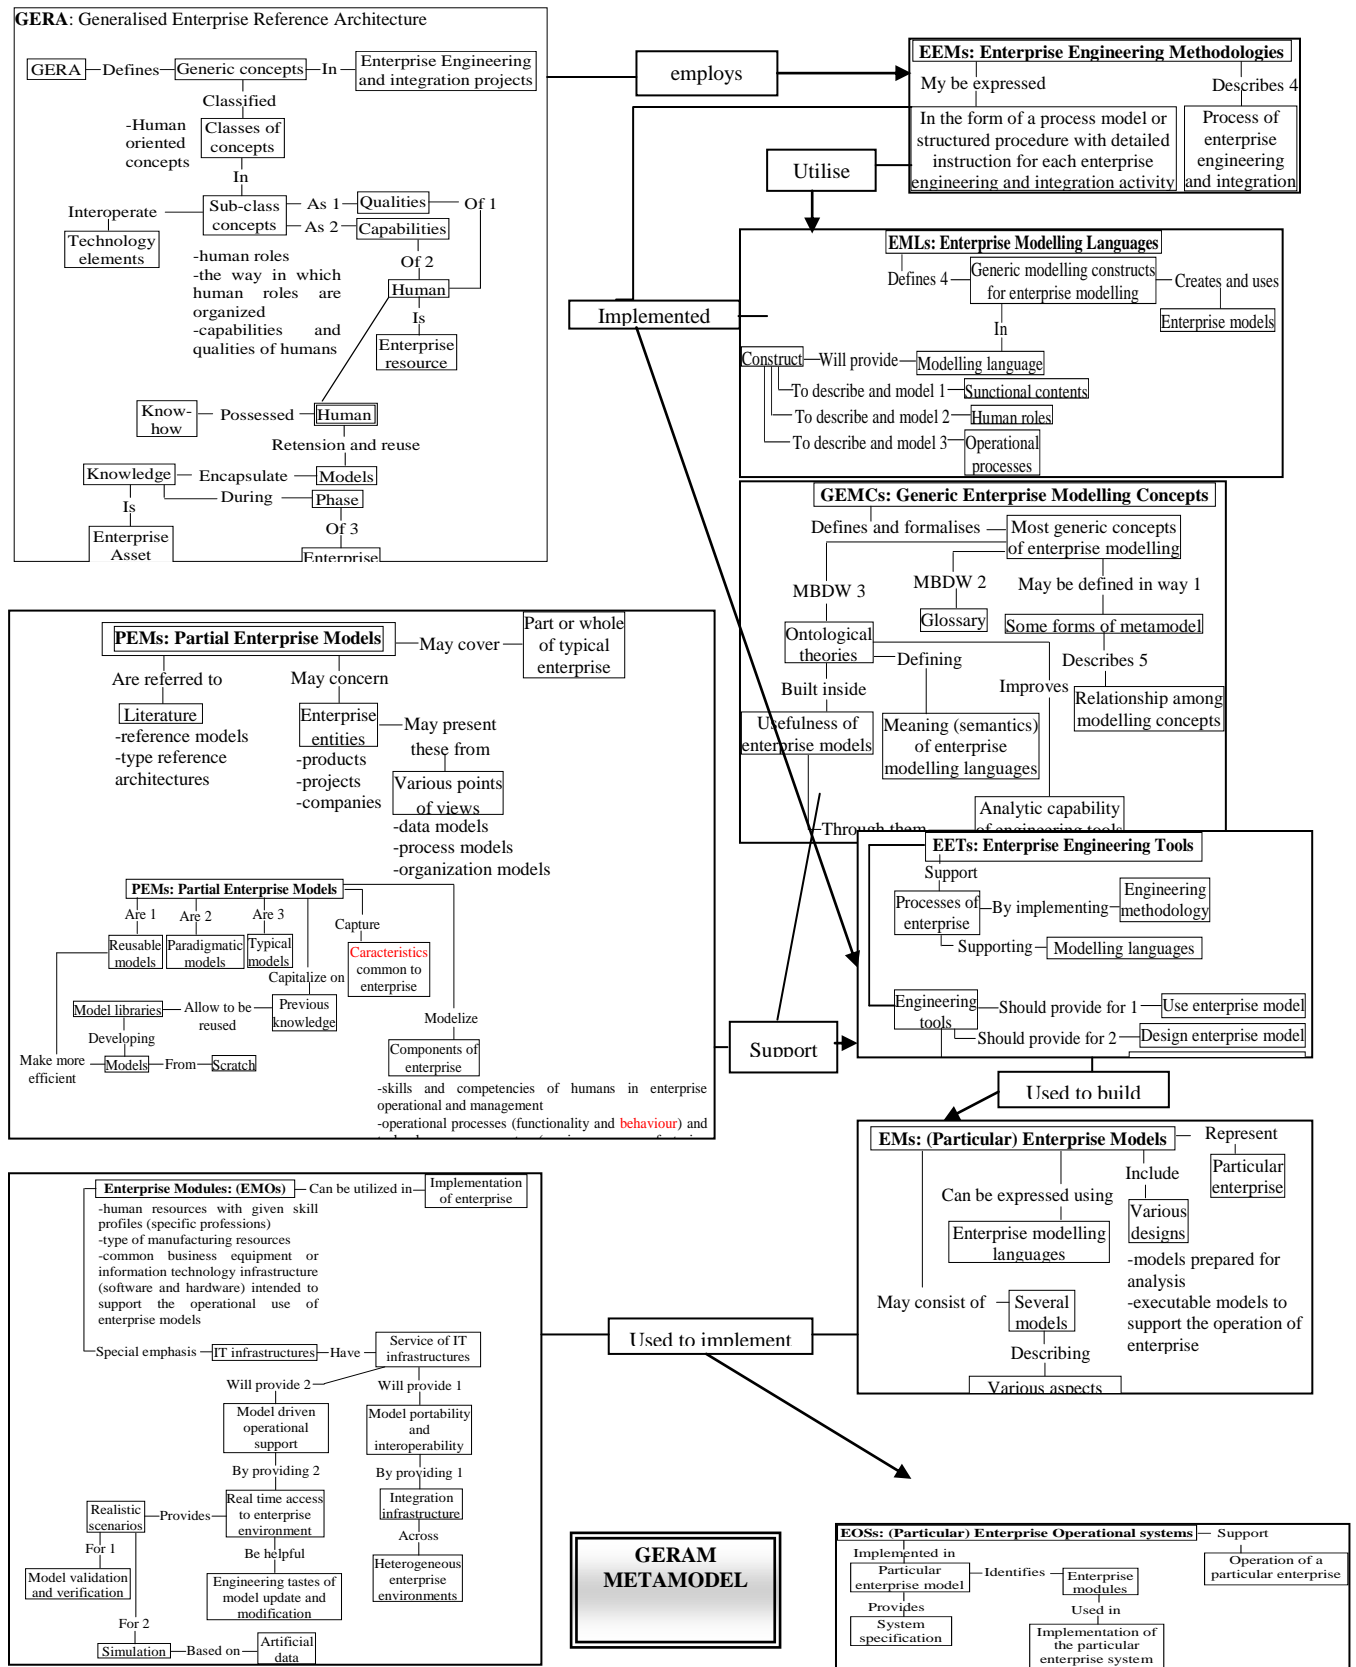 GERA: Generalised Enterprise Reference Architecture
GERA
Defines
Generic concepts
In
Enterprise Engineering
and integration projects
Classified
-Human
oriented
concepts
Classes of
concepts
In
Interoperate
Sub-class
concepts
As 1
Qualities
Of 1
As 2
Capabilities
Technology
elements
-human roles
-the way in which
human roles are
organized
-capabilities and
qualities of humans
Of 2
Human
Is
Enterprise
resource
Know-
how
Possessed
Human
Retension and reuse
Knowledge
Encapsulate
Models
During
Phase
Is
Of 3
Enterprise
Asset
Enterprise
employs
EEMs: Enterprise Engineering Methodologies
My be expressed
Describes 4
In the form of a process model or
structured procedure with detailed
instruction for each enterprise
engineering and integration activity
Process of
enterprise
engineering
and integration
Utilise
Implemented
EMLs: Enterprise Modelling Languages
Defines 4
Generic modelling constructs
for enterprise modelling
Creates and uses
Enterprise models
In
Construct
Will provide
Modelling language
To describe and model 1
Sunctional contents
To describe and model 2
Human roles
To describe and model 3
Operational
processes
GEMCs: Generic Enterprise Modelling Concepts
Defines and formalises
Most generic concepts
of enterprise modelling
MBDW 3
MBDW 2
May be defined in way 1
Glossary
Some forms of metamodel
Ontological
theories
Defining
Describes 5
Built inside
Improves
Relationship among
modelling concepts
Usefulness of
enterprise models
Meaning (semantics)
of enterprise
modelling languages
Analytic capability
of engineering tools
Through them
PEMs: Partial Enterprise Models
May cover
Part or whole
of typical
enterprise
Are referred to
May concern
Literature
-reference models
-type reference
architectures
Enterprise
entities
-products
-projects
-companies
May present
these from
Various points
of views
-data models
-process models
-organization models
PEMs: Partial Enterprise Models
Are 1
Are 2
Are 3
Capture
Reusable
models
Paradigmatic
models
Typical
models
Caracteristics
common to
enterprise
Capitalize on
Model libraries
Allow to be
reused
Previous
knowledge
Modelize
Developing
Make more
efficient
Models
From
Scratch
Components of
enterprise
-skills and competencies of humans in enterprise
operational and management
-operational processes (functionality and behaviour) and
Support
EETs: Enterprise Engineering Tools
Support
Processes of
enterprise
By implementing
Engineering
methodology
Supporting
Modelling languages
Engineering
tools
Should provide for 1
Use enterprise model
Should provide for 2
Design enterprise model
Used to build
EMs: (Particular) Enterprise Models
Represent
Particular
enterprise
Include
Can be expressed using
Various
designs
Enterprise modelling
languages
-models prepared for
analysis
-executable models to
support the operation of
enterprise
May consist of
Several
models
Describing
Various aspects
Enterprise Modules: (EMOs)
Can be utilized in
Implementation
of enterprise
-human resources with given skill
profiles (specific professions)
-type of manufacturing resources
-common business equipment or
information technology infrastructure
(software and hardware) intended to
support the operational use of
enterprise models
Special emphasis
IT infrastructures
Have
Service of IT
infrastructures
Will provide 2
Will provide 1
Model driven
operational
support
Model portability
and
interoperability
By providing 2
By providing 1
Realistic
scenarios
Provides
Real time access
to enterprise
environment
Integration
infrastructure
For 1
Be helpful
Across
Model validation
and verification
Engineering tastes of
model update and
modification
Heterogeneous
enterprise
environments
For 2
Simulation
Based on
Artificial
data
Used to implement
GERAM
METAMODEL
EOSs: (Particular) Enterprise Operational systems
Support
Implemented in
Operation of a
particular enterprise
Particular
enterprise model
Identifies
Enterprise
modules
Provides
Used in
System
specification
Implementation of
the particular
enterprise system